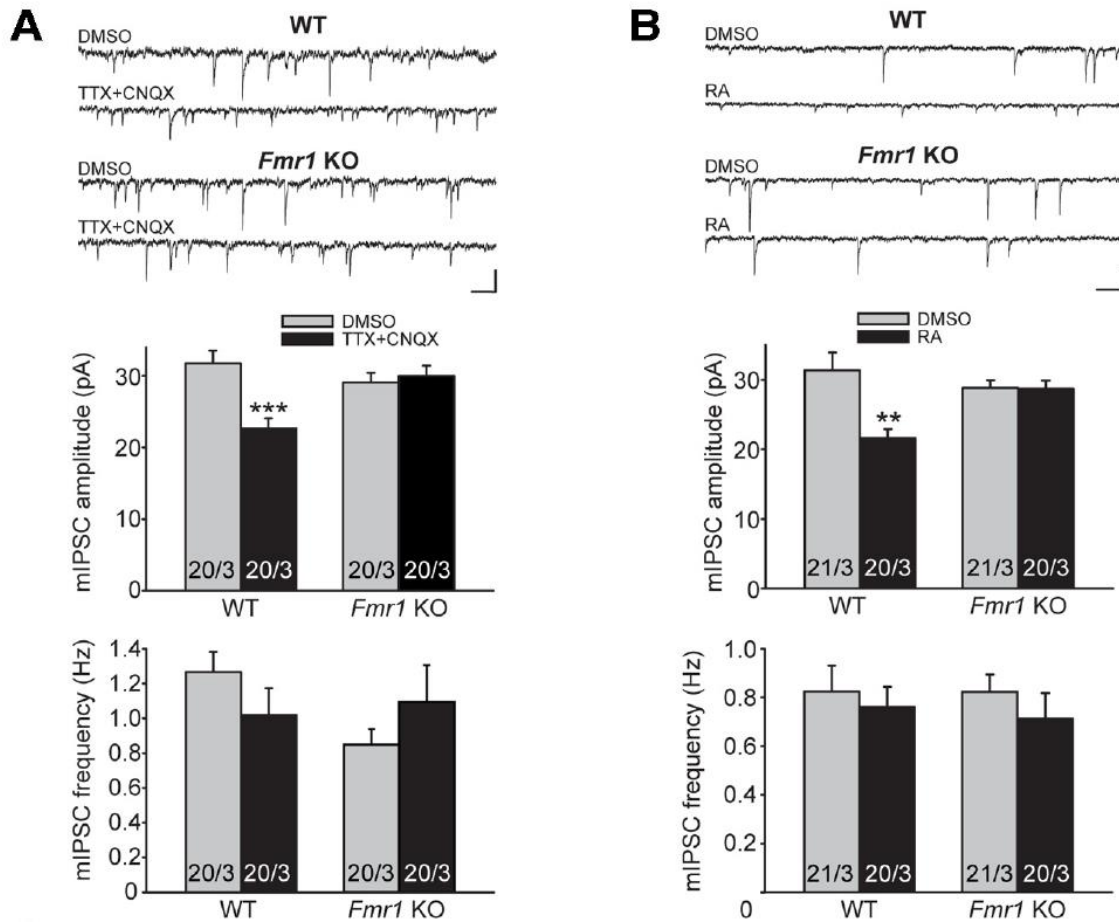 A
WT
DMSO
TTX+CNQX
Fmr1 KO
DMSO
TTX+CNQX
DMSO
TTX+CNQX
mIPSC amplitude (pA)
30
20
10
0
***
20/3 20/3 20/3 20/3
WT Fmr1 KO
mIPSC frequency (Hz)
1.4
1.2
1.0
0.8
0.6
0.4
0.2
0
20/3 20/3 20/3 20/3
WT Fmr1 KO
B
WT
DMSO
RA
Fmr1 KO
DMSO
RA
DMSO
RA
mIPSC amplitude (pA)
30
20
10
0
**
21/3 20/3 21/3 20/3
WT Fmr1 KO
mIPSC frequency (Hz)
1.0
0.8
0.6
0.4
0.2
0
21/3 20/3 21/3 20/3
WT Fmr1 KO